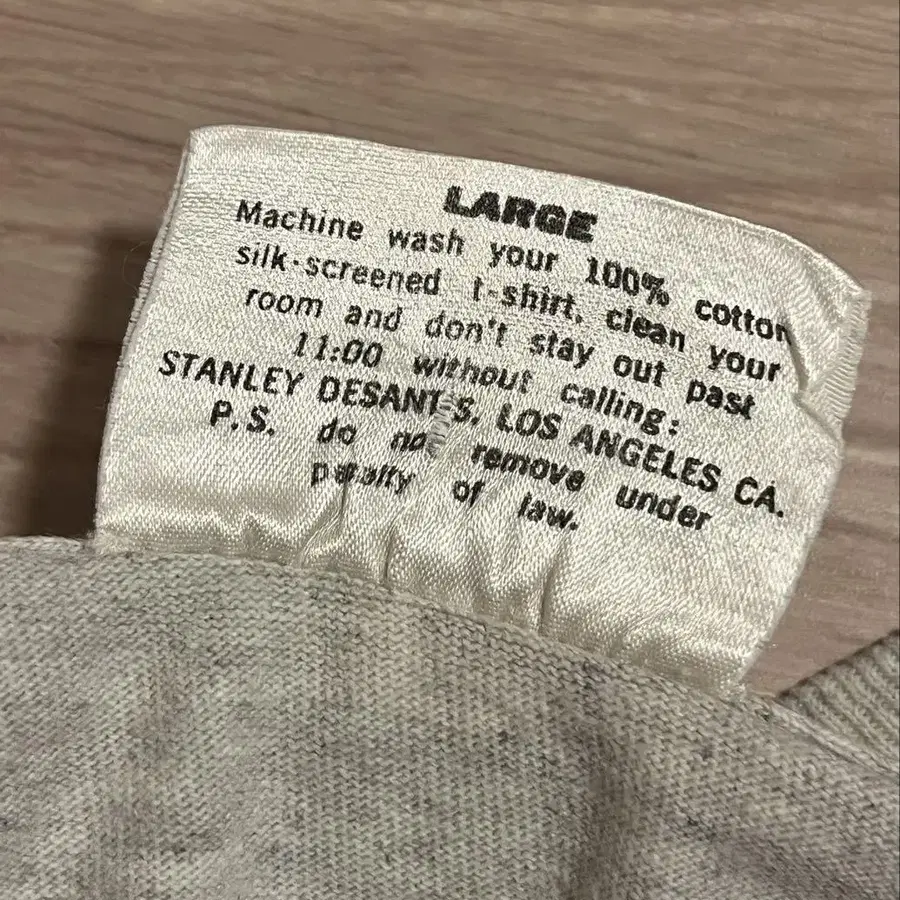 LARGE
Machine wash your 100% cotton
silk-screened t-shirt, clean your
room and don't stay out past
11:00 without calling:
STANLEY DESANTIS. LOS ANGELES CA.
P.S. do not remove under
penalty of law.